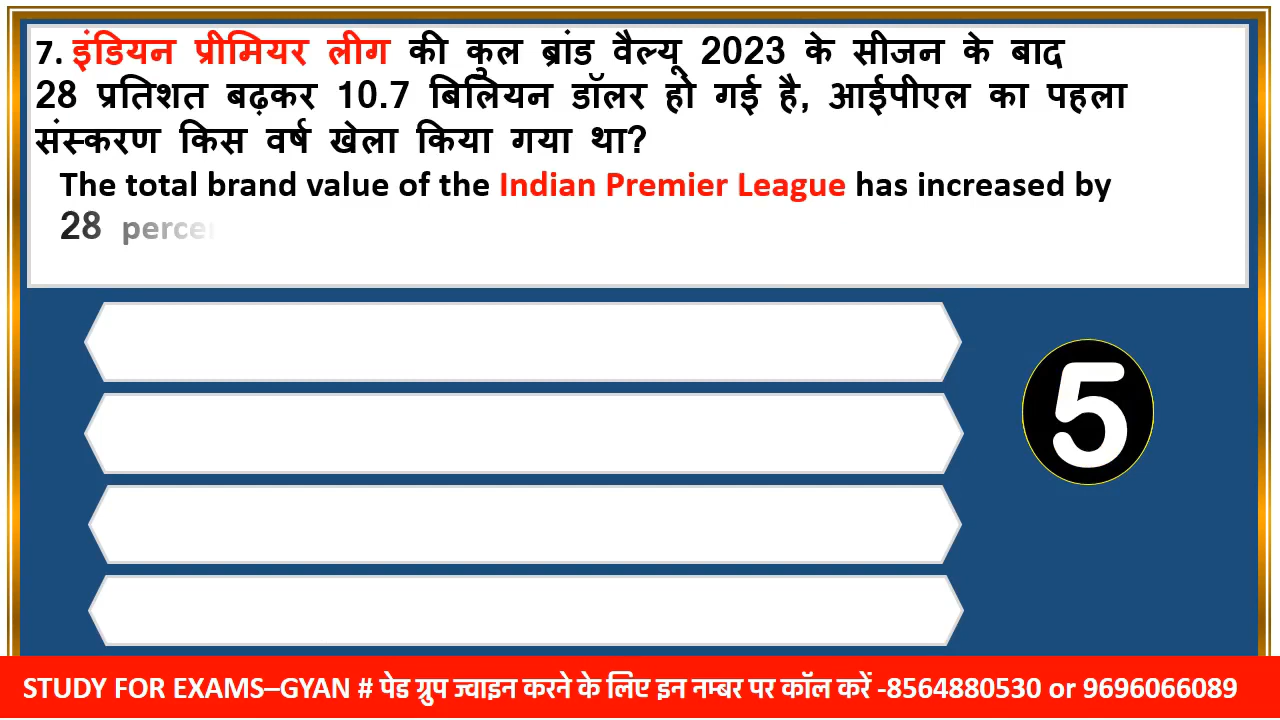 7. इंडियन प्रीमियर लीग की कुल ब्रांड वैल्यू 2023 के सीजन के बाद
28 प्रतिशत बढ़कर 10.7 बिलियन डॉलर हो गई है, आईपीएल का पहला
संस्करण किस वर्ष खेला किया गया था?
The total brand value of the Indian Premier League has increased by
28
5
STUDY FOR EXAMS–GYAN # पेड ग्रुप ज्वाइन करने के लिए इन नम्बर पर कॉल करें -8564880530 or 9696066089